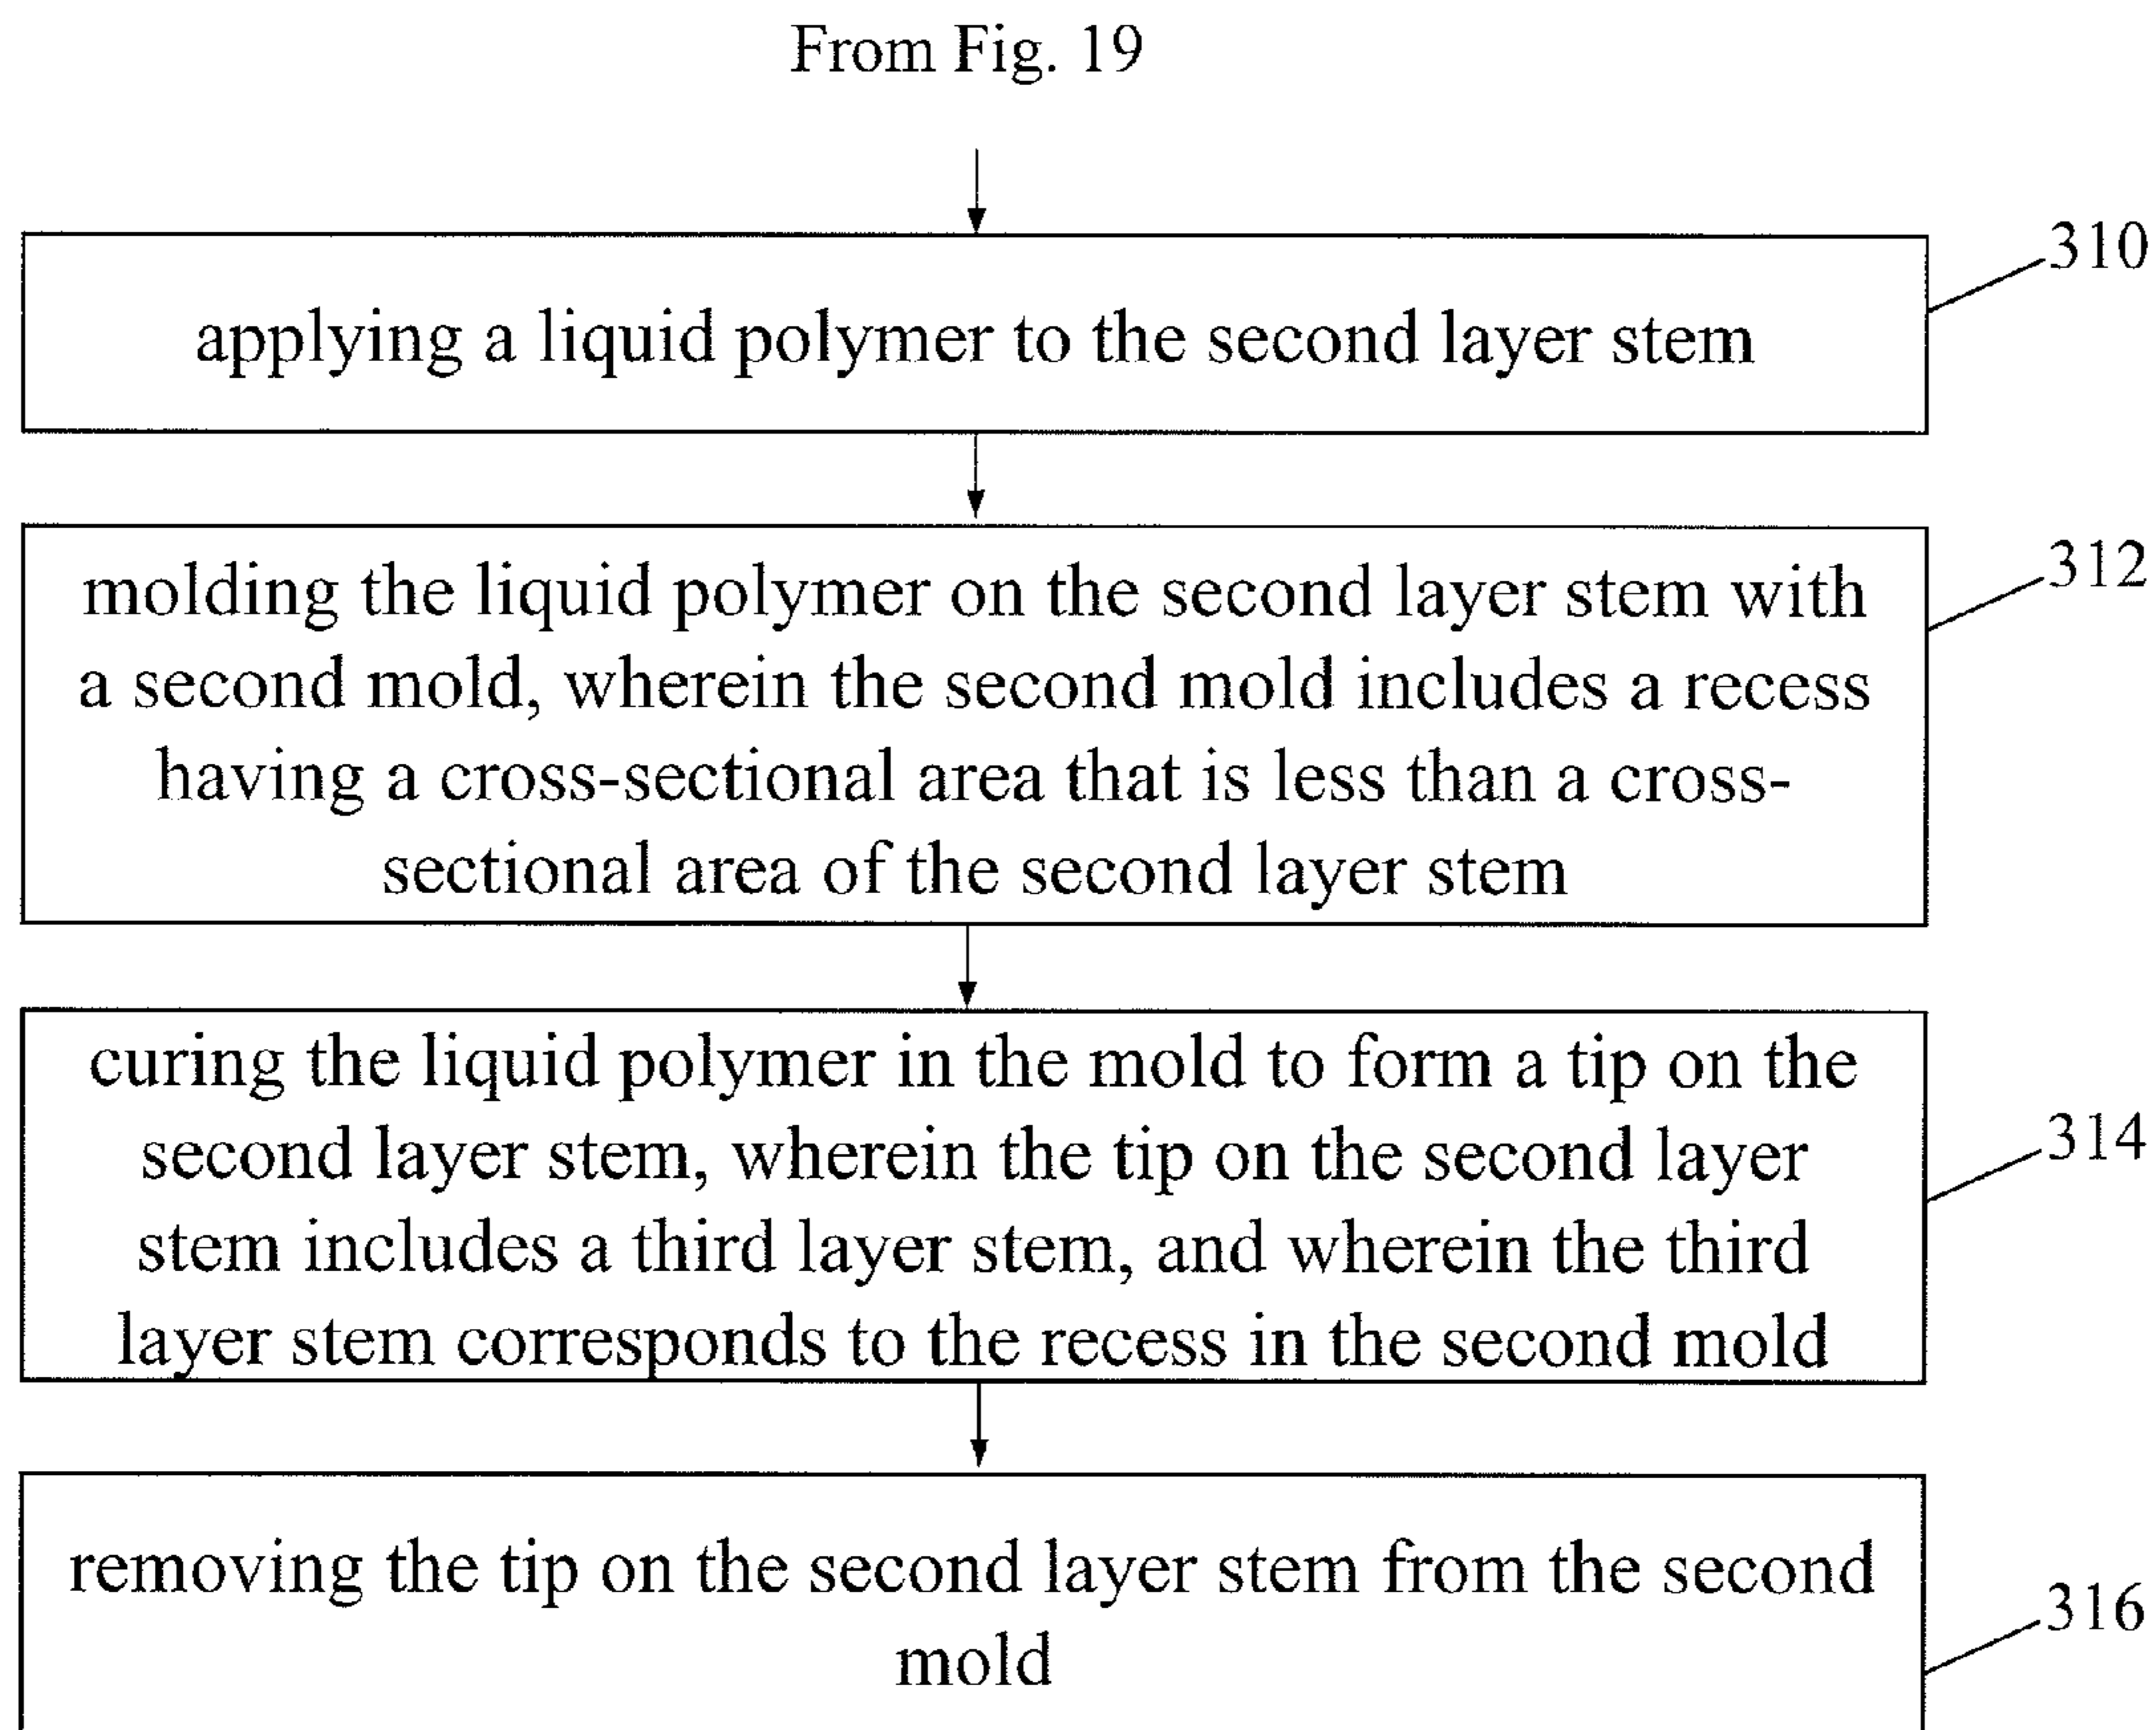 From Fig. 19
310
applying a liquid polymer to the second layer stem
312
molding the liquid polymer on the second layer stem with
a second mold, wherein the second mold includes a recess
having a cross-sectional area that is less than a cross-
sectional area of the second layer stem
curing the liquid polymer in the mold to form a tip on the
314
second layer stem, wherein the tip on the second layer
stem includes a third layer stem, and wherein the third
layer stem corresponds to the recess in the second mold
removing the tip on the second layer stem from the second
316
mold